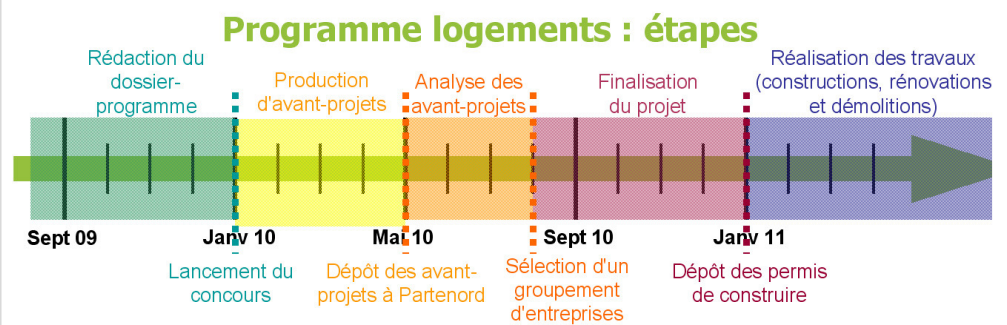 Programme logements : étapes
Rédaction du
dossier-
programme
Production
d'avant-projets
Analyse des
avant-projets
Finalisation
du projet
Réalisation des travaux
(constructions, rénovations
et démolitions)
Sept 09
Janv 10
Mai 10
Sept 10
Janv 11
Lancement du
concours
Dépôt des avant-
projets à Partenord
Sélection d'un
groupement
d'entreprises
Dépôt des permis
de construire